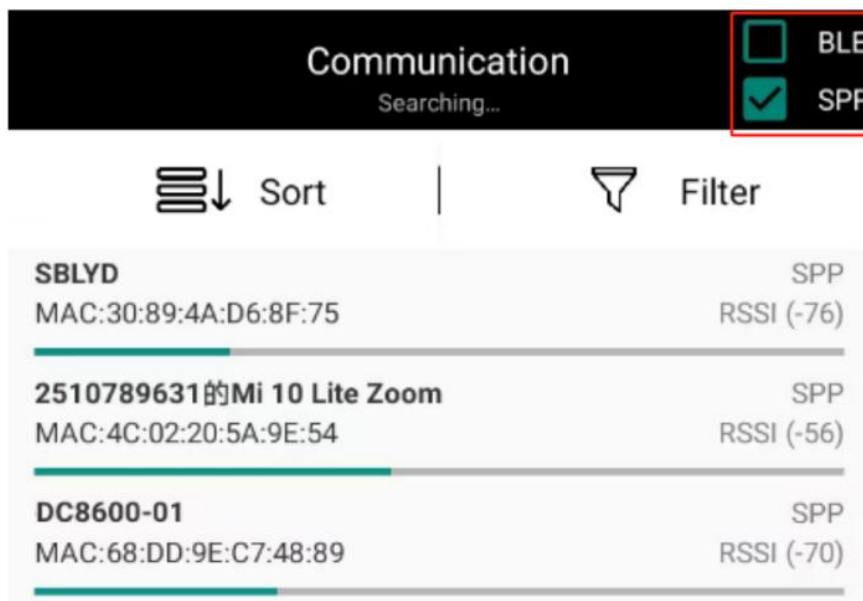 Communication
Searching...
BLE
SPP
Sort
Filter
SBLYD
SPP
MAC:30:89:4A:D6:8F:75
RSSI (-76)
2510789631的Mi 10 Lite Zoom
SPP
MAC:4C:02:20:5A:9E:54
RSSI (-56)
DC8600-01
SPP
MAC:68:DD:9E:C7:48:89
RSSI (-70)